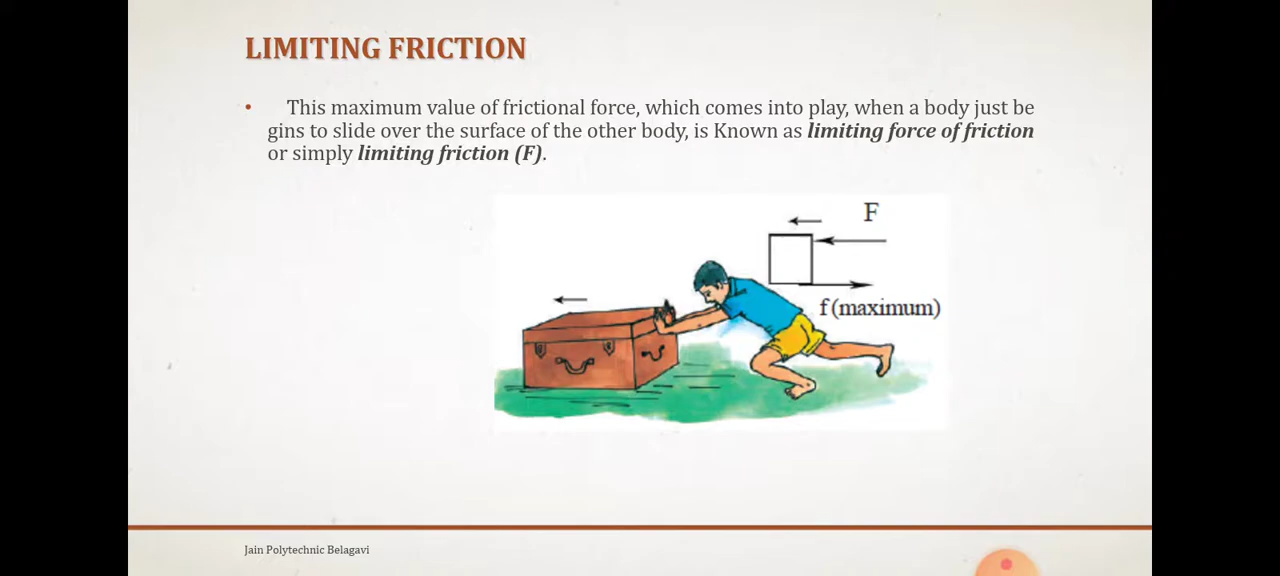 LIMITING FRICTION
• This maximum value of frictional force, which comes into play, when a body just be
gins to slide over the surface of the other body, is Known as limiting force of friction
or simply limiting friction (F).
F
f (maximum)
Jain Polytechnic Belagavi